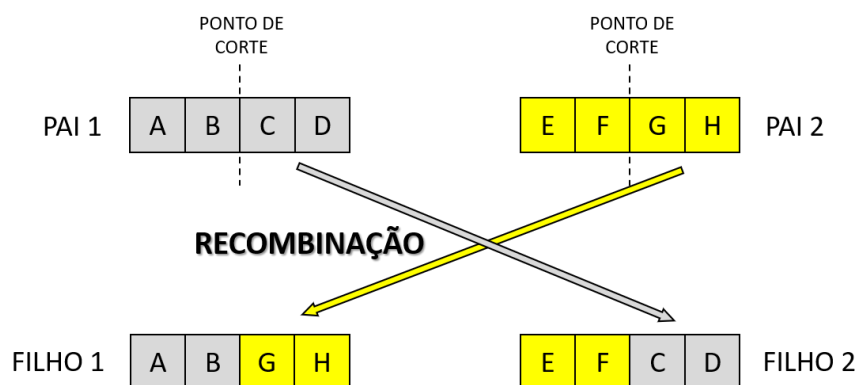 PONTO DE
CORTE
PONTO DE
CORTE
PAI 1
A B C D
E F G H
PAI 2
RECOMBINAÇÃO
FILHO 1
A B G H
E F C D
FILHO 2